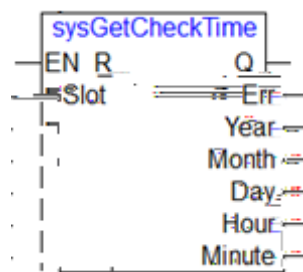 sysGetCheckTime
EN R Q
Slot Err
Year
Month
Day
Hour
Minute